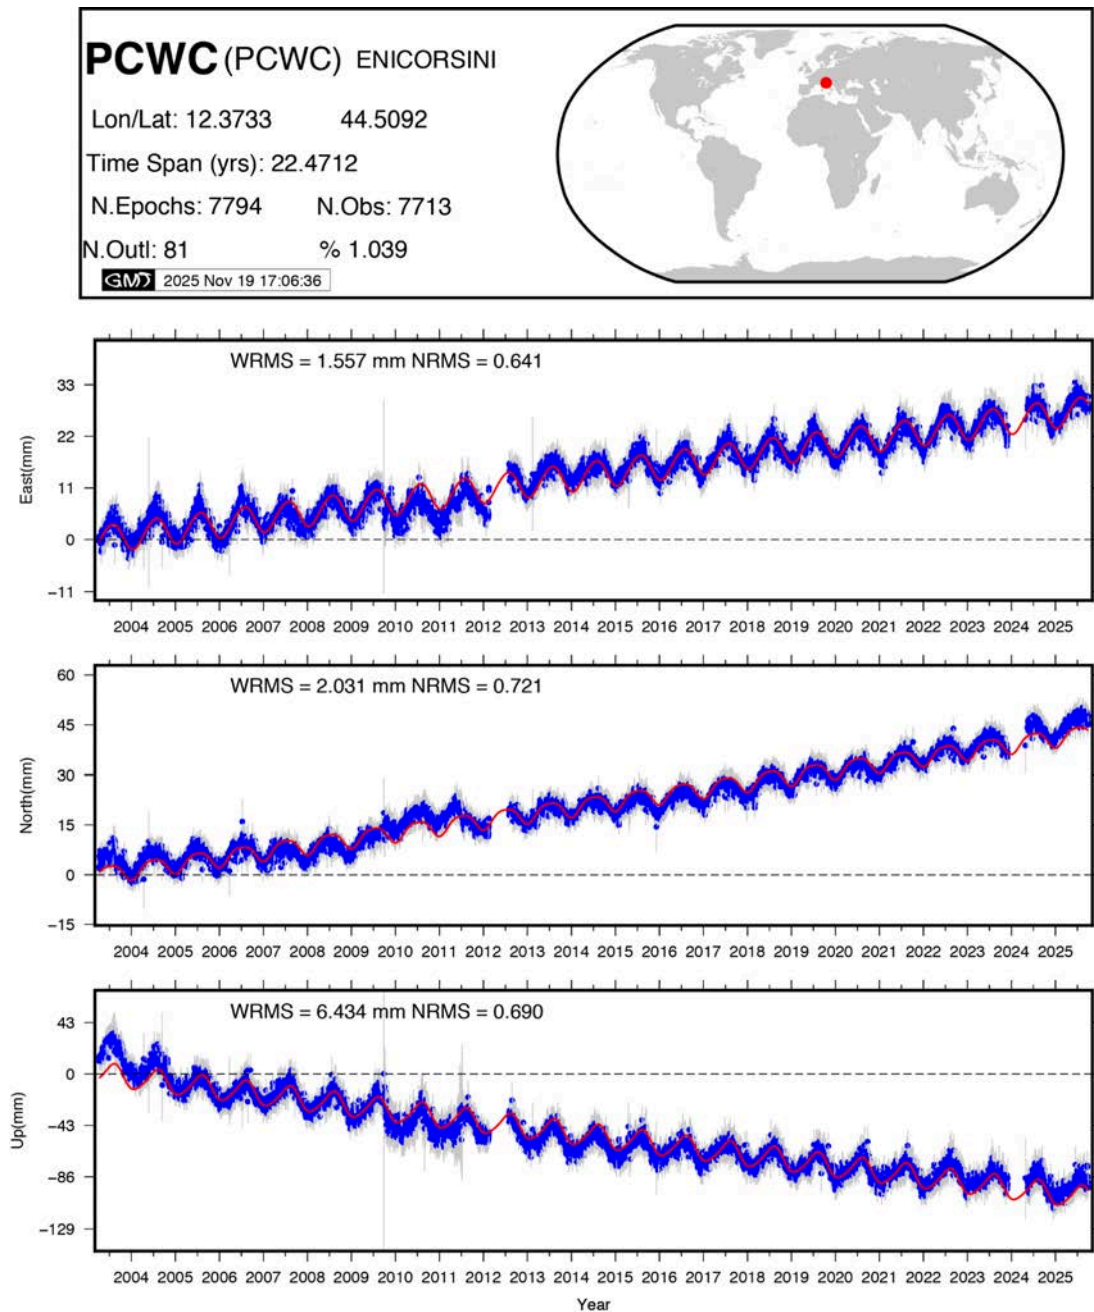 PCWC (PCWC) ENICORSINI
Lon/Lat: 12.3733 44.5092
Time Span (yrs): 22.4712
N.Epochs: 7794 N.Obs: 7713
N.Outl: 81 % 1.039
GMT 2025 Nov 19 17:06:36
WRMS = 1.557 mm NRMS = 0.641
33
22
11
0
−11
East(mm)
2004 2005 2006 2007 2008 2009 2010 2011 2012 2013 2014 2015 2016 2017 2018 2019 2020 2021 2022 2023 2024 2025
WRMS = 2.031 mm NRMS = 0.721
60
45
30
15
0
−15
North(mm)
2004 2005 2006 2007 2008 2009 2010 2011 2012 2013 2014 2015 2016 2017 2018 2019 2020 2021 2022 2023 2024 2025
WRMS = 6.434 mm NRMS = 0.690
43
0
−43
−86
−129
Up(mm)
2004 2005 2006 2007 2008 2009 2010 2011 2012 2013 2014 2015 2016 2017 2018 2019 2020 2021 2022 2023 2024 2025
Year